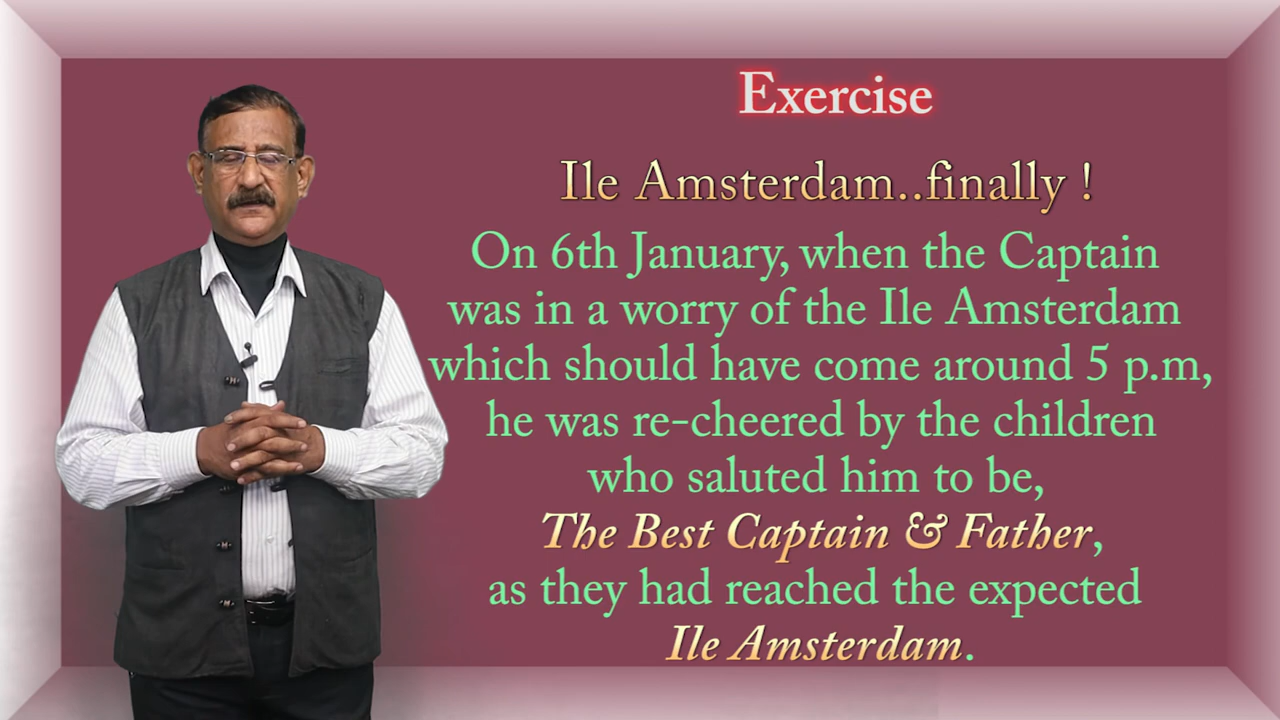 Exercise
Ile Amsterdam..finally !
On 6th January, when the Captain
was in a worry of the Ile Amsterdam
which should have come around 5 p.m,
he was re-cheered by the children
who saluted him to be,
The Best Captain & Father,
as they had reached the expected
Ile Amsterdam.